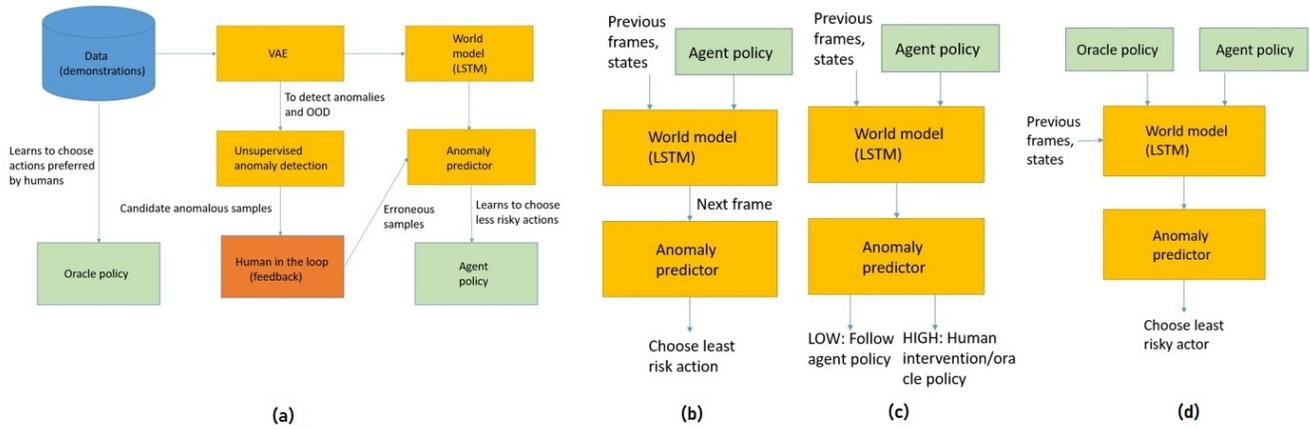 Data
(demonstrations)
VAE
World
model
(LSTM)
To detect anomalies
and OOD
Learns to choose
actions preferred
by humans
Unsupervised
anomaly detection
Anomaly
predictor
Candidate anomalous samples
Erroneous
samples
Learns to choose
less risky actions
Oracle policy
Human in the loop
(feedback)
Agent
policy
(a)
Previous
frames,
states
Agent policy
World model
(LSTM)
Next frame
Anomaly
predictor
Choose least
risk action
(b)
Previous
frames,
states
Agent policy
World model
(LSTM)
Anomaly
predictor
LOW: Follow
agent policy
HIGH: Human
intervention/ora
cle policy
(c)
Oracle policy
Agent policy
Previous
frames,
states
World model
(LSTM)
Anomaly
predictor
Choose least
risky actor
(d)